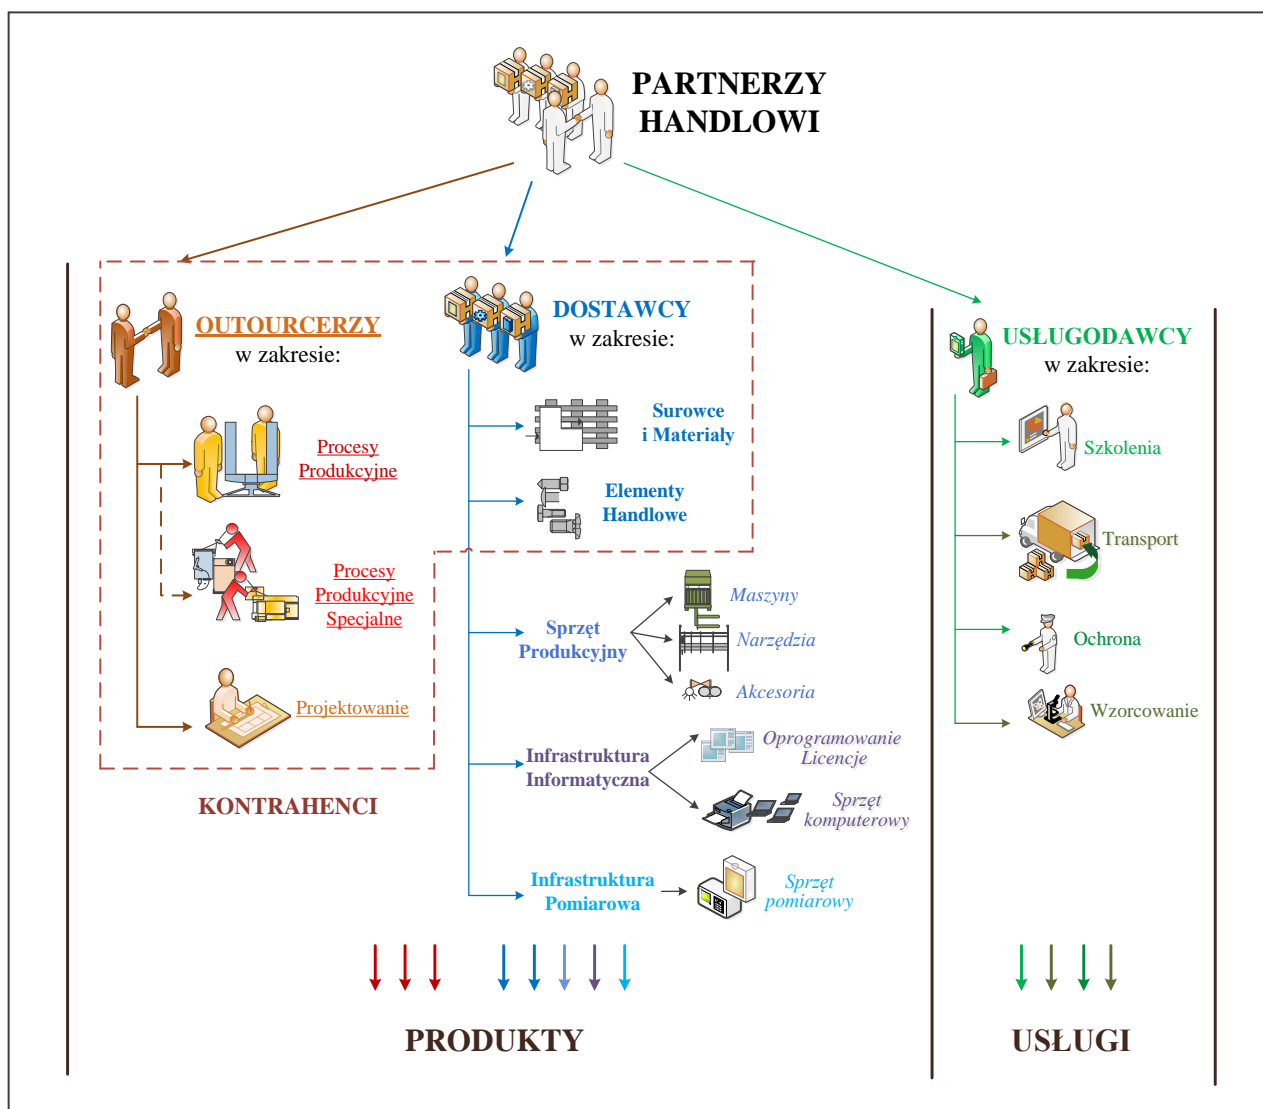 PARTNERZY
HANDLOWI
OUTOURCERZY
w zakresie:
Procesy
Produkcyjne
Procesy
Produkcyjne
Specjalne
Projektowanie
KONTRAHENCI
DOSTAWCY
w zakresie:
Surowce
i Materiały
Elementy
Handlowe
Sprzęt
Produkcyjny
Maszyny
Narzędzia
Akcesoria
Infrastruktura
Informatyczna
Oprogramowanie
Licencje
Sprzęt
komputerowy
Infrastruktura
Pomiarowa
Sprzęt
pomiarowy
USŁUGODAWCY
w zakresie:
Szkolenia
Transport
Ochrona
Wzorcowanie
PRODUKTY
USŁUGI